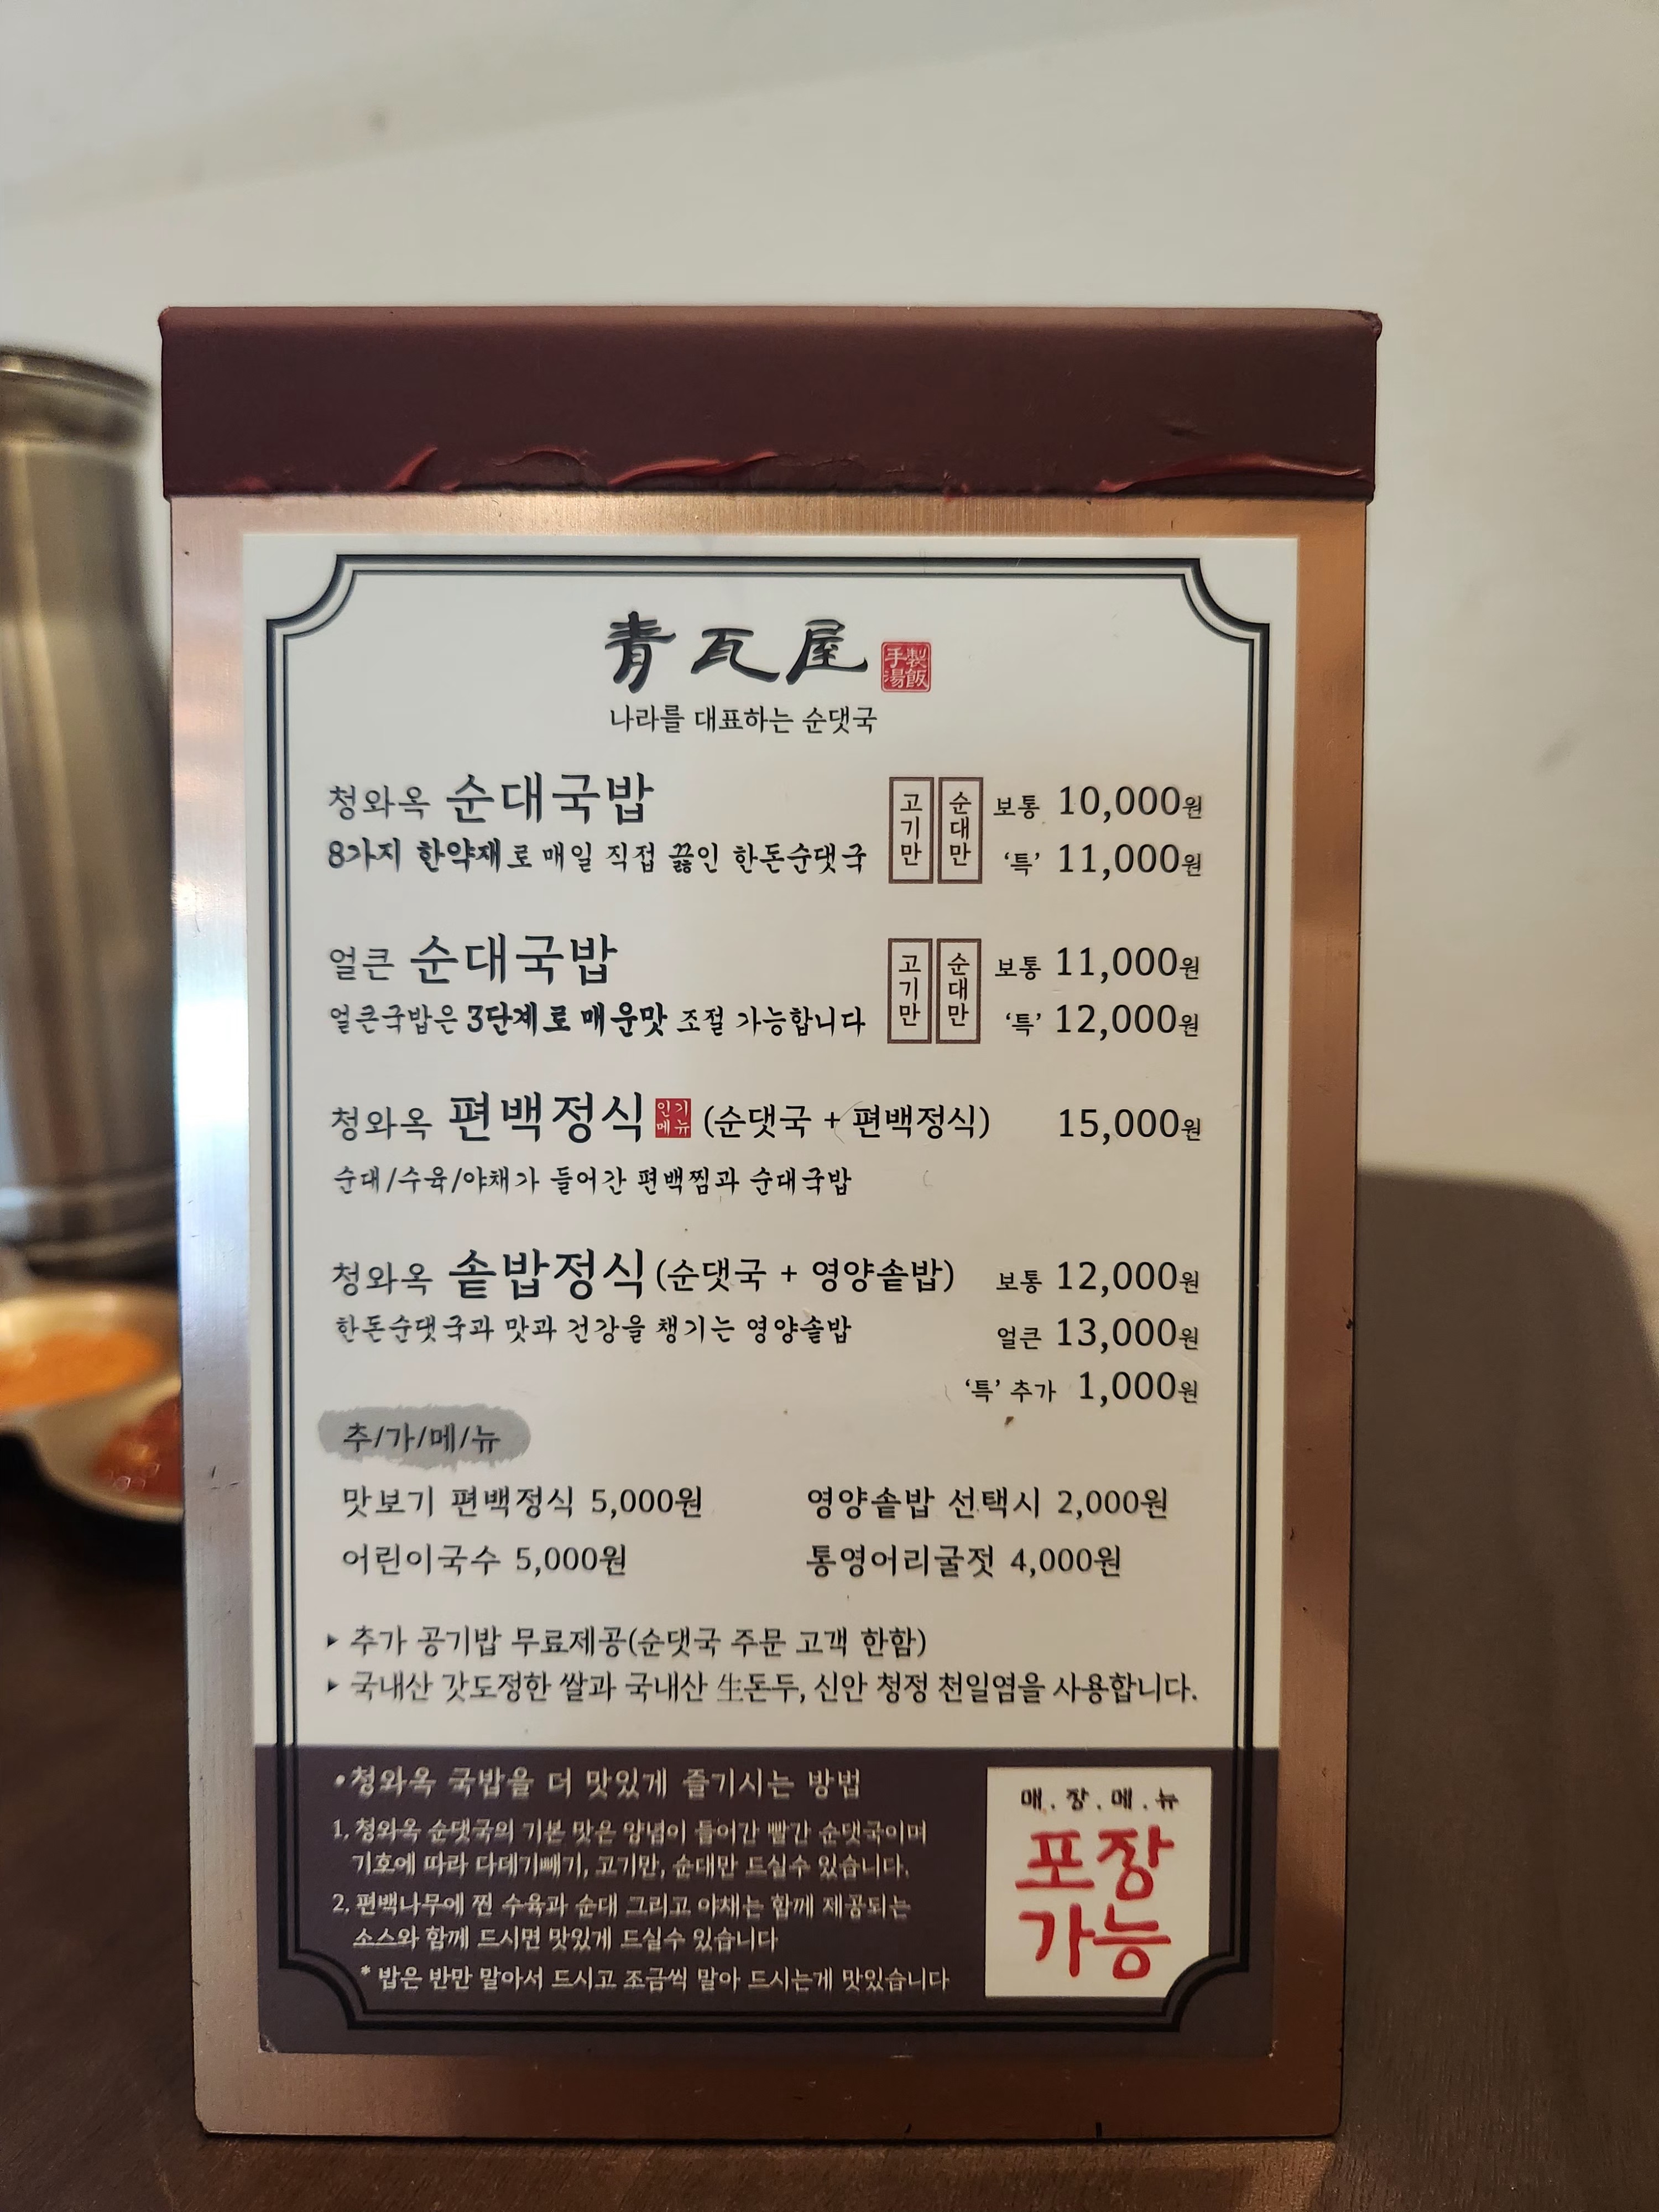 青瓦屋 手製湯飯
나라를 대표하는 순댓국
청와옥 순대국밥 고기만 순대만 보통 10,000원
8가지 한약재로 매일 직접 끓인 한돈순댓국 ‘특’ 11,000원
얼큰 순대국밥 고기만 순대만 보통 11,000원
얼큰국밥은 3단계로 매운맛 조절 가능합니다 ‘특’ 12,000원
청와옥 편백정식 인기메뉴 (순댓국 + 편백정식) 15,000원
순대/수육/야채가 들어간 편백찜과 순대국밥
청와옥 솥밥정식 (순댓국 + 영양솥밥) 보통 12,000원
한돈순댓국과 맛과 건강을 챙기는 영양솥밥 얼큰 13,000원
‘특’ 추가 1,000원
추/가/메/뉴
맛보기 편백정식 5,000원 영양솥밥 선택시 2,000원
어린이국수 5,000원 통영어리굴젓 4,000원
▸ 추가 공기밥 무료제공(순댓국 주문 고객 한함)
▸ 국내산 갓도정한 쌀과 국내산 生돈두, 신안 청정 천일염을 사용합니다.
•청와옥 국밥을 더 맛있게 즐기시는 방법
1. 청와옥 순댓국의 기본 맛은 양념이 들어간 빨간 순댓국이며
기호에 따라 다데기빼기, 고기만, 순대만 드실수 있습니다.
2. 편백나무에 찐 수육과 순대 그리고 야채는 함께 제공되는
소스와 함께 드시면 맛있게 드실수 있습니다
* 밥은 반만 말아서 드시고 조금씩 말아 드시는게 맛있습니다
매.장.메.뉴
포장
가능